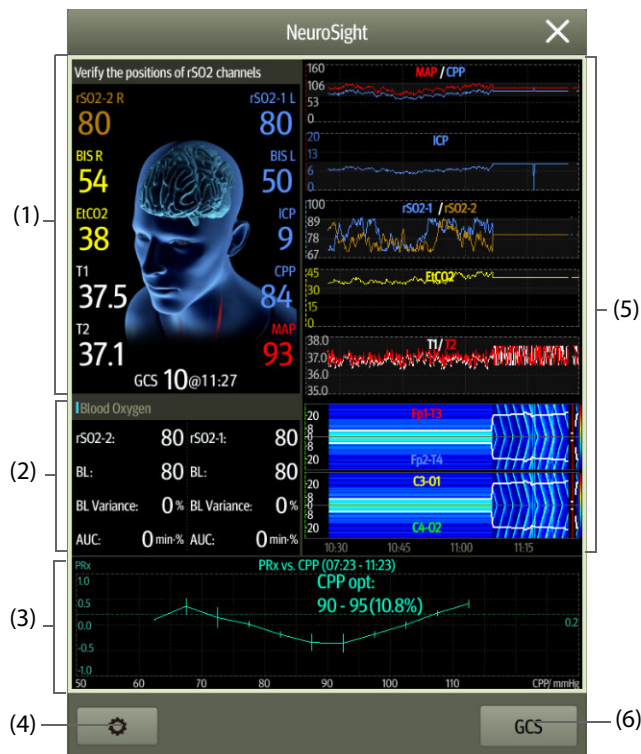 NeuroSight
(1)
Verify the positions of rSO2 channels
rSO2-2 R rSO2-1 L
80 80
BIS R BIS L
54 50
EtCO2 ICP
38 9
T1 CPP
37.5 84
T2 MAP
37.1 93
GCS 10@11:27
(5)
160
106
53
0
MAP / CPP
20
13
6
0
ICP
100
89
78
67
rSO2-1 / rSO2-2
45
30
15
0
EtCO2
38.0
37.0
36.0
35.0
T1/ T2
(2)
Blood Oxygen
rSO2-2: 80 rSO2-1: 80
BL: 80 BL: 80
BL Variance: 0 % BL Variance: 0 %
AUC: 0 min·% AUC: 0 min·%
20
8
8
20
Fp1-T3
Fp2-T4
20
8
8
20
C3-O1
C4-O2
10:30 10:45 11:00 11:15
(3)
PRx PRx vs. CPP (07:23 - 11:23)
CPP opt:
90 - 95(10.8%)
1.0
0.5
0.0
-0.5
-1.0
0.2
50 60 70 80 90 100 110 CPP/ mmHg
(4)
GCS
(6)